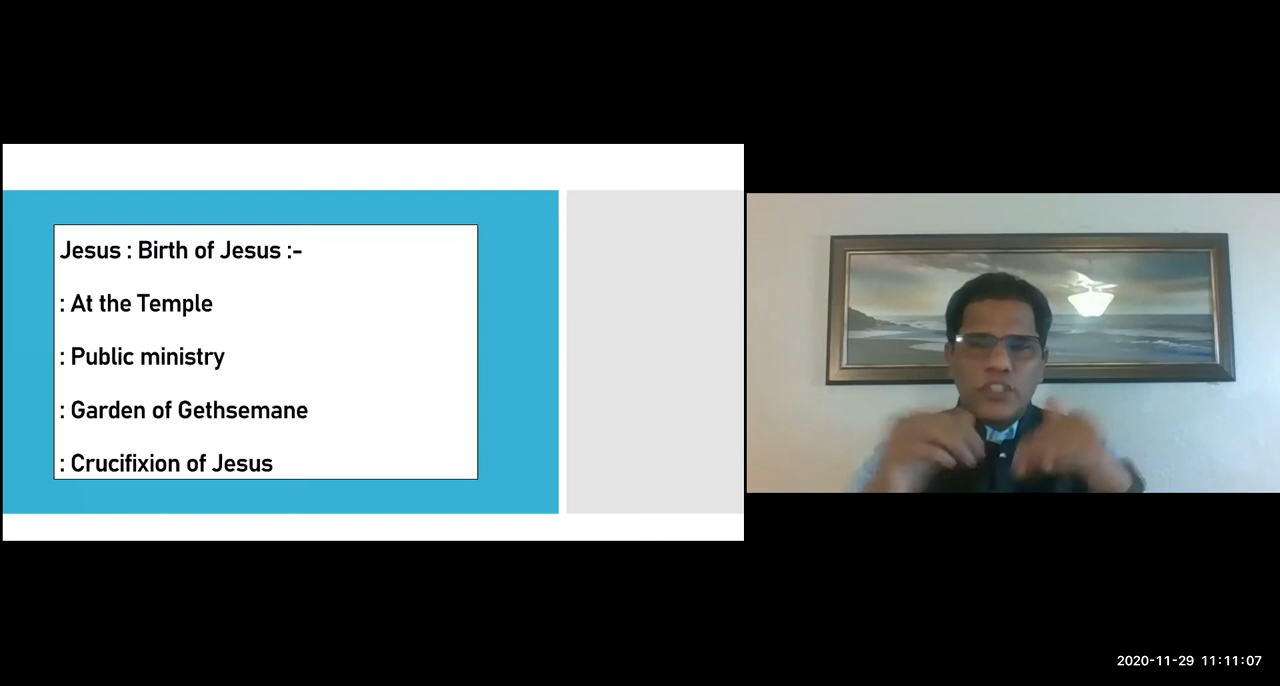 Jesus : Birth of Jesus :-
: At the Temple
: Public ministry
: Garden of Gethsemane
: Crucifixion of Jesus
2020-11-29 11:11:07